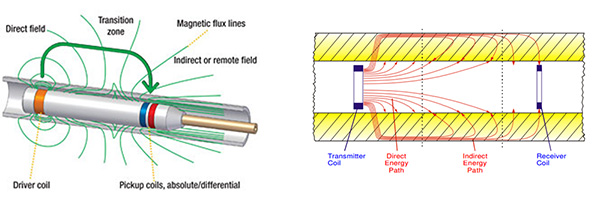 Direct field
Transition
zone
Magnetic flux lines
Indirect or remote field
Driver coil
Pickup coils, absolute/differential
Transmitter
Coil
Direct
Energy
Path
Indirect
Energy
Path
Receiver
Coil